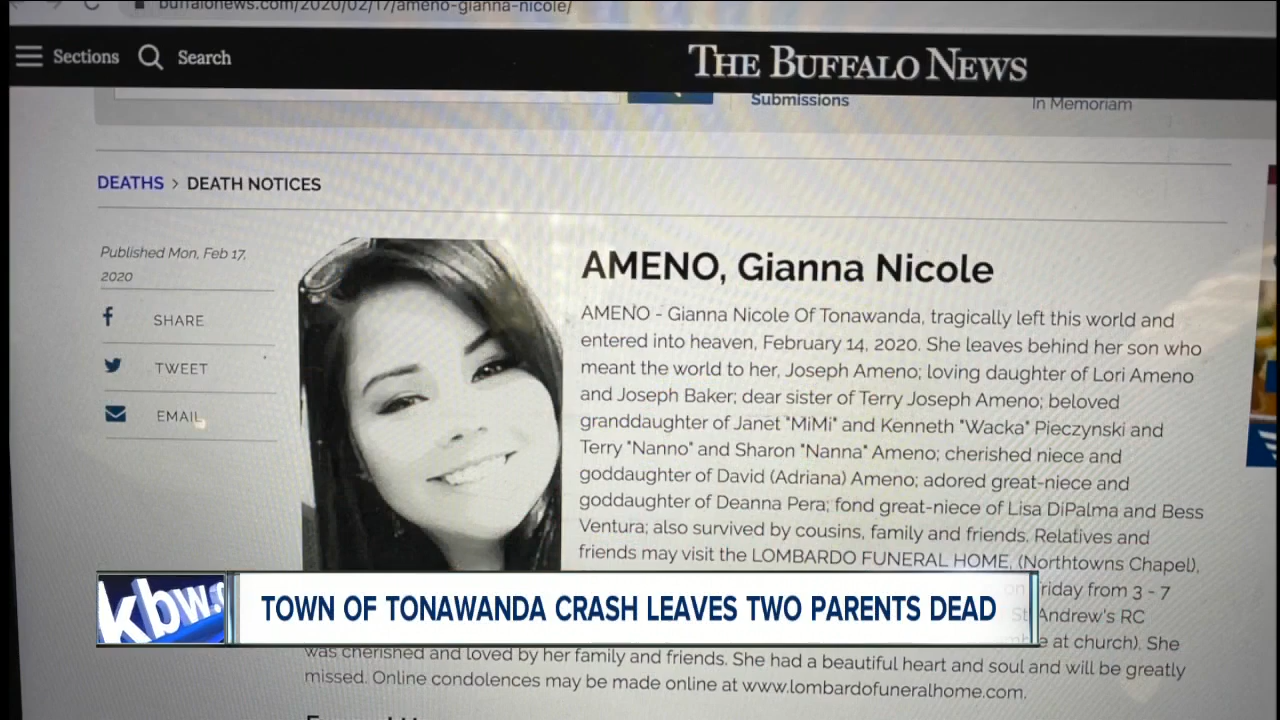 buffalonews.com/2020/02/17/ameno-gianna-nicole/
Sections Search THE BUFFALO NEWS
Submissions In Memoriam
DEATHS > DEATH NOTICES
Published Mon, Feb 17,
2020
SHARE
TWEET
EMAIL
AMENO, Gianna Nicole
AMENO - Gianna Nicole Of Tonawanda, tragically left this world and
entered into heaven, February 14, 2020. She leaves behind her son who
meant the world to her, Joseph Ameno; loving daughter of Lori Ameno
and Joseph Baker; dear sister of Terry Joseph Ameno; beloved
granddaughter of Janet "MiMi" and Kenneth "Wacka" Pieczynski and
Terry "Nanno" and Sharon "Nanna" Ameno; cherished niece and
goddaughter of David (Adriana) Ameno; adored great-niece and
goddaughter of Deanna Pera; fond great-niece of Lisa DiPalma and Bess
Ventura; also survived by cousins, family and friends. Relatives and
friends may visit the LOMBARDO FUNERAL HOME, (Northtowns Chapel),
on Friday from 3 - 7
St. Andrew's RC
at church). She
was cherished and loved by her family and friends. She had a beautiful heart and soul and will be greatly
missed. Online condolences may be made online at www.lombardofuneralhome.com.
kbw
TOWN OF TONAWANDA CRASH LEAVES TWO PARENTS DEAD